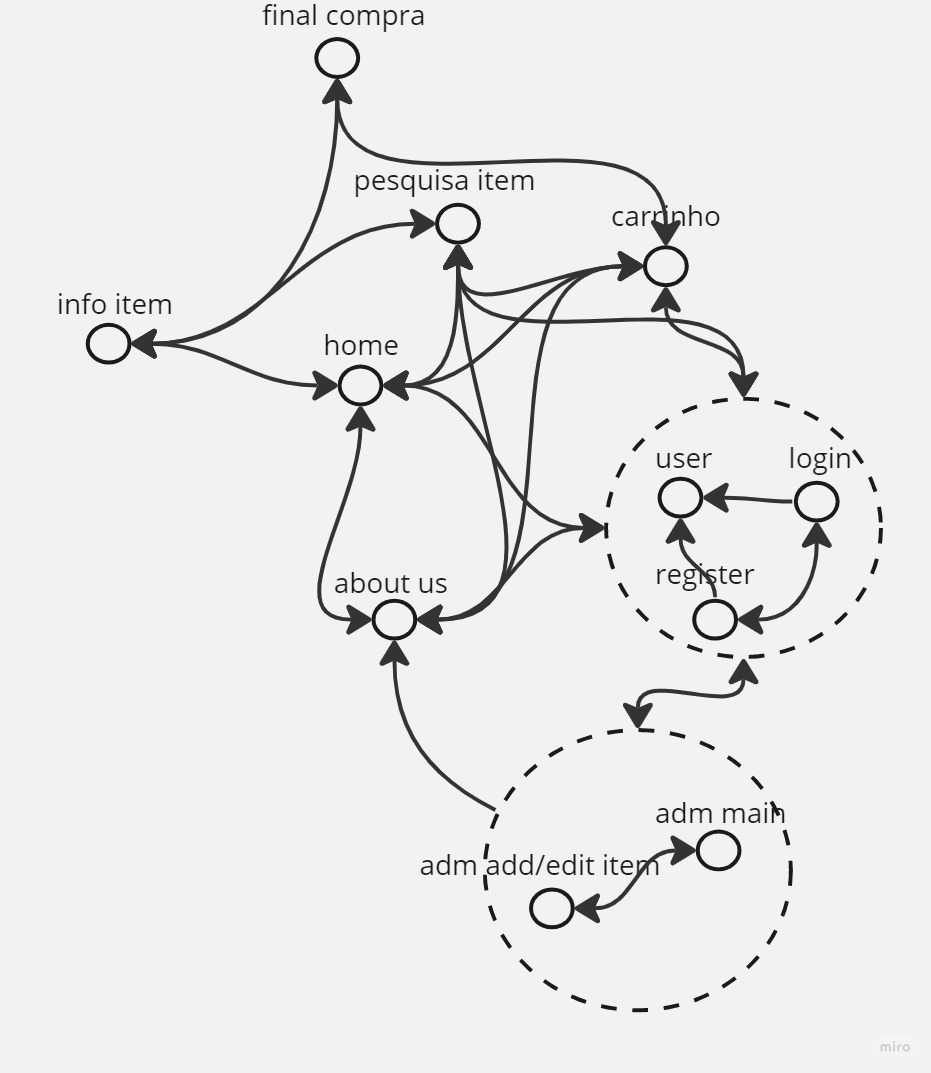 final compra
pesquisa item
carrinho
info item
home
user
login
register
about us
adm main
adm add/edit item
miro